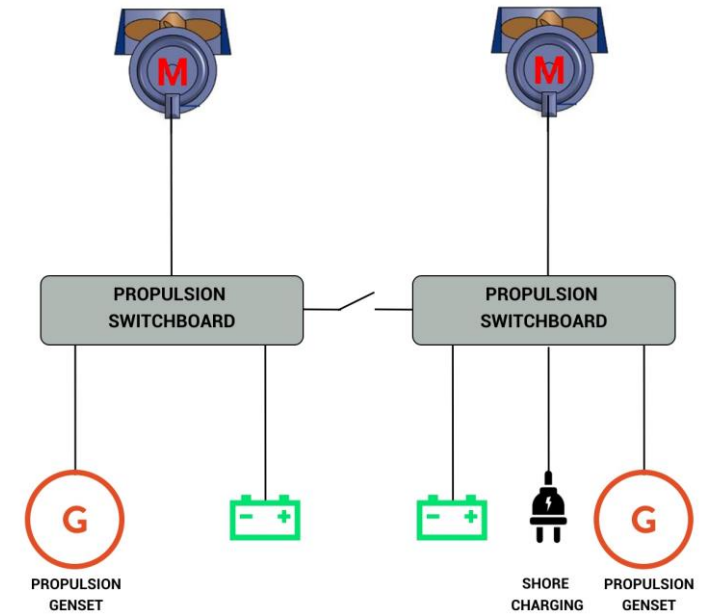 M
M
PROPULSION
SWITCHBOARD
PROPULSION
SWITCHBOARD
G
G
PROPULSION
GENSET
SHORE
CHARGING
PROPULSION
GENSET